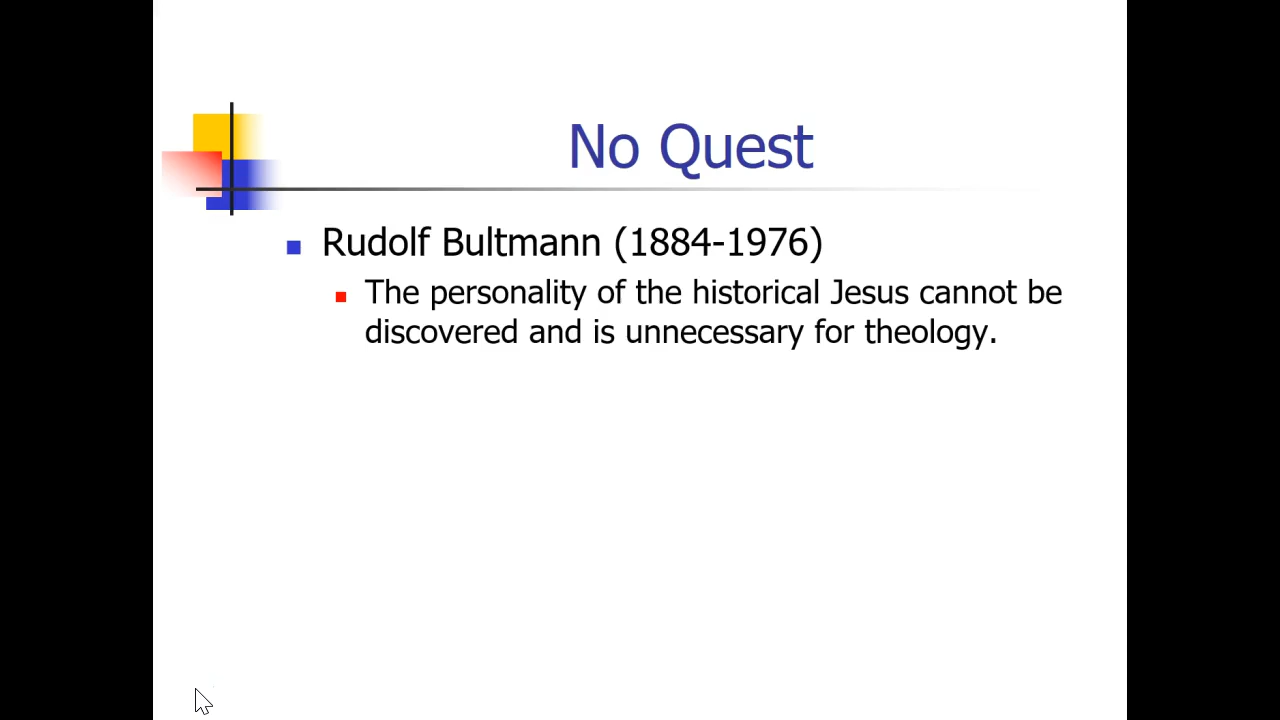 No Quest
Rudolf Bultmann (1884-1976)
The personality of the historical Jesus cannot be
discovered and is unnecessary for theology.